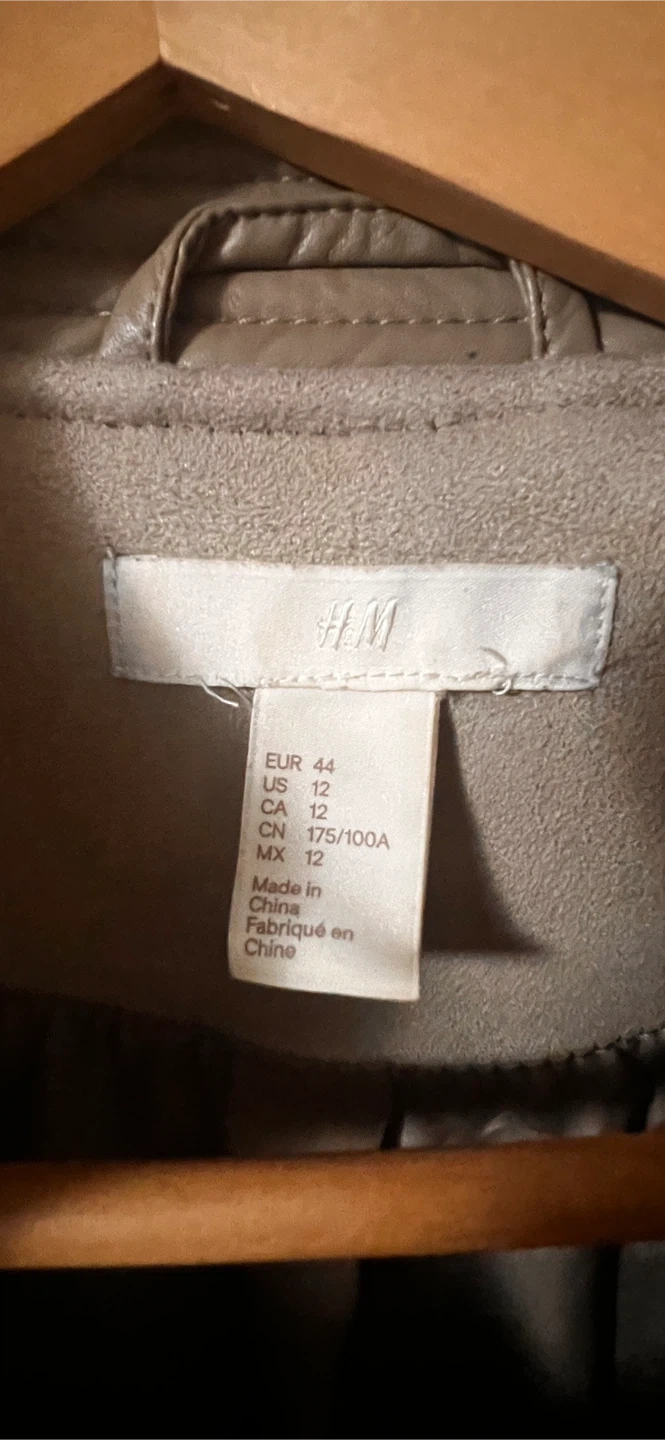 H&M
EUR 44
US 12
CA 12
CN 175/100A
MX 12
Made in
China
Fabriqué en
Chine